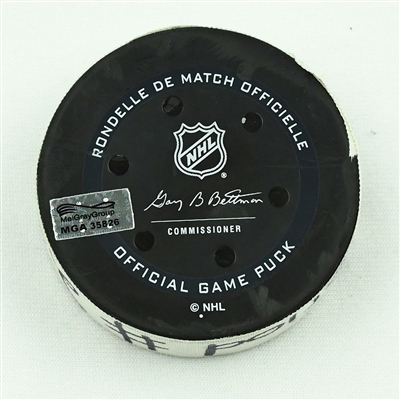 RONDELLE DE MATCH OFFICIELLE
NHL
Gary B Bettman
COMMISSIONER
MeiGrayGroup
MGA 35826
OFFICIAL GAME PUCK
© NHL